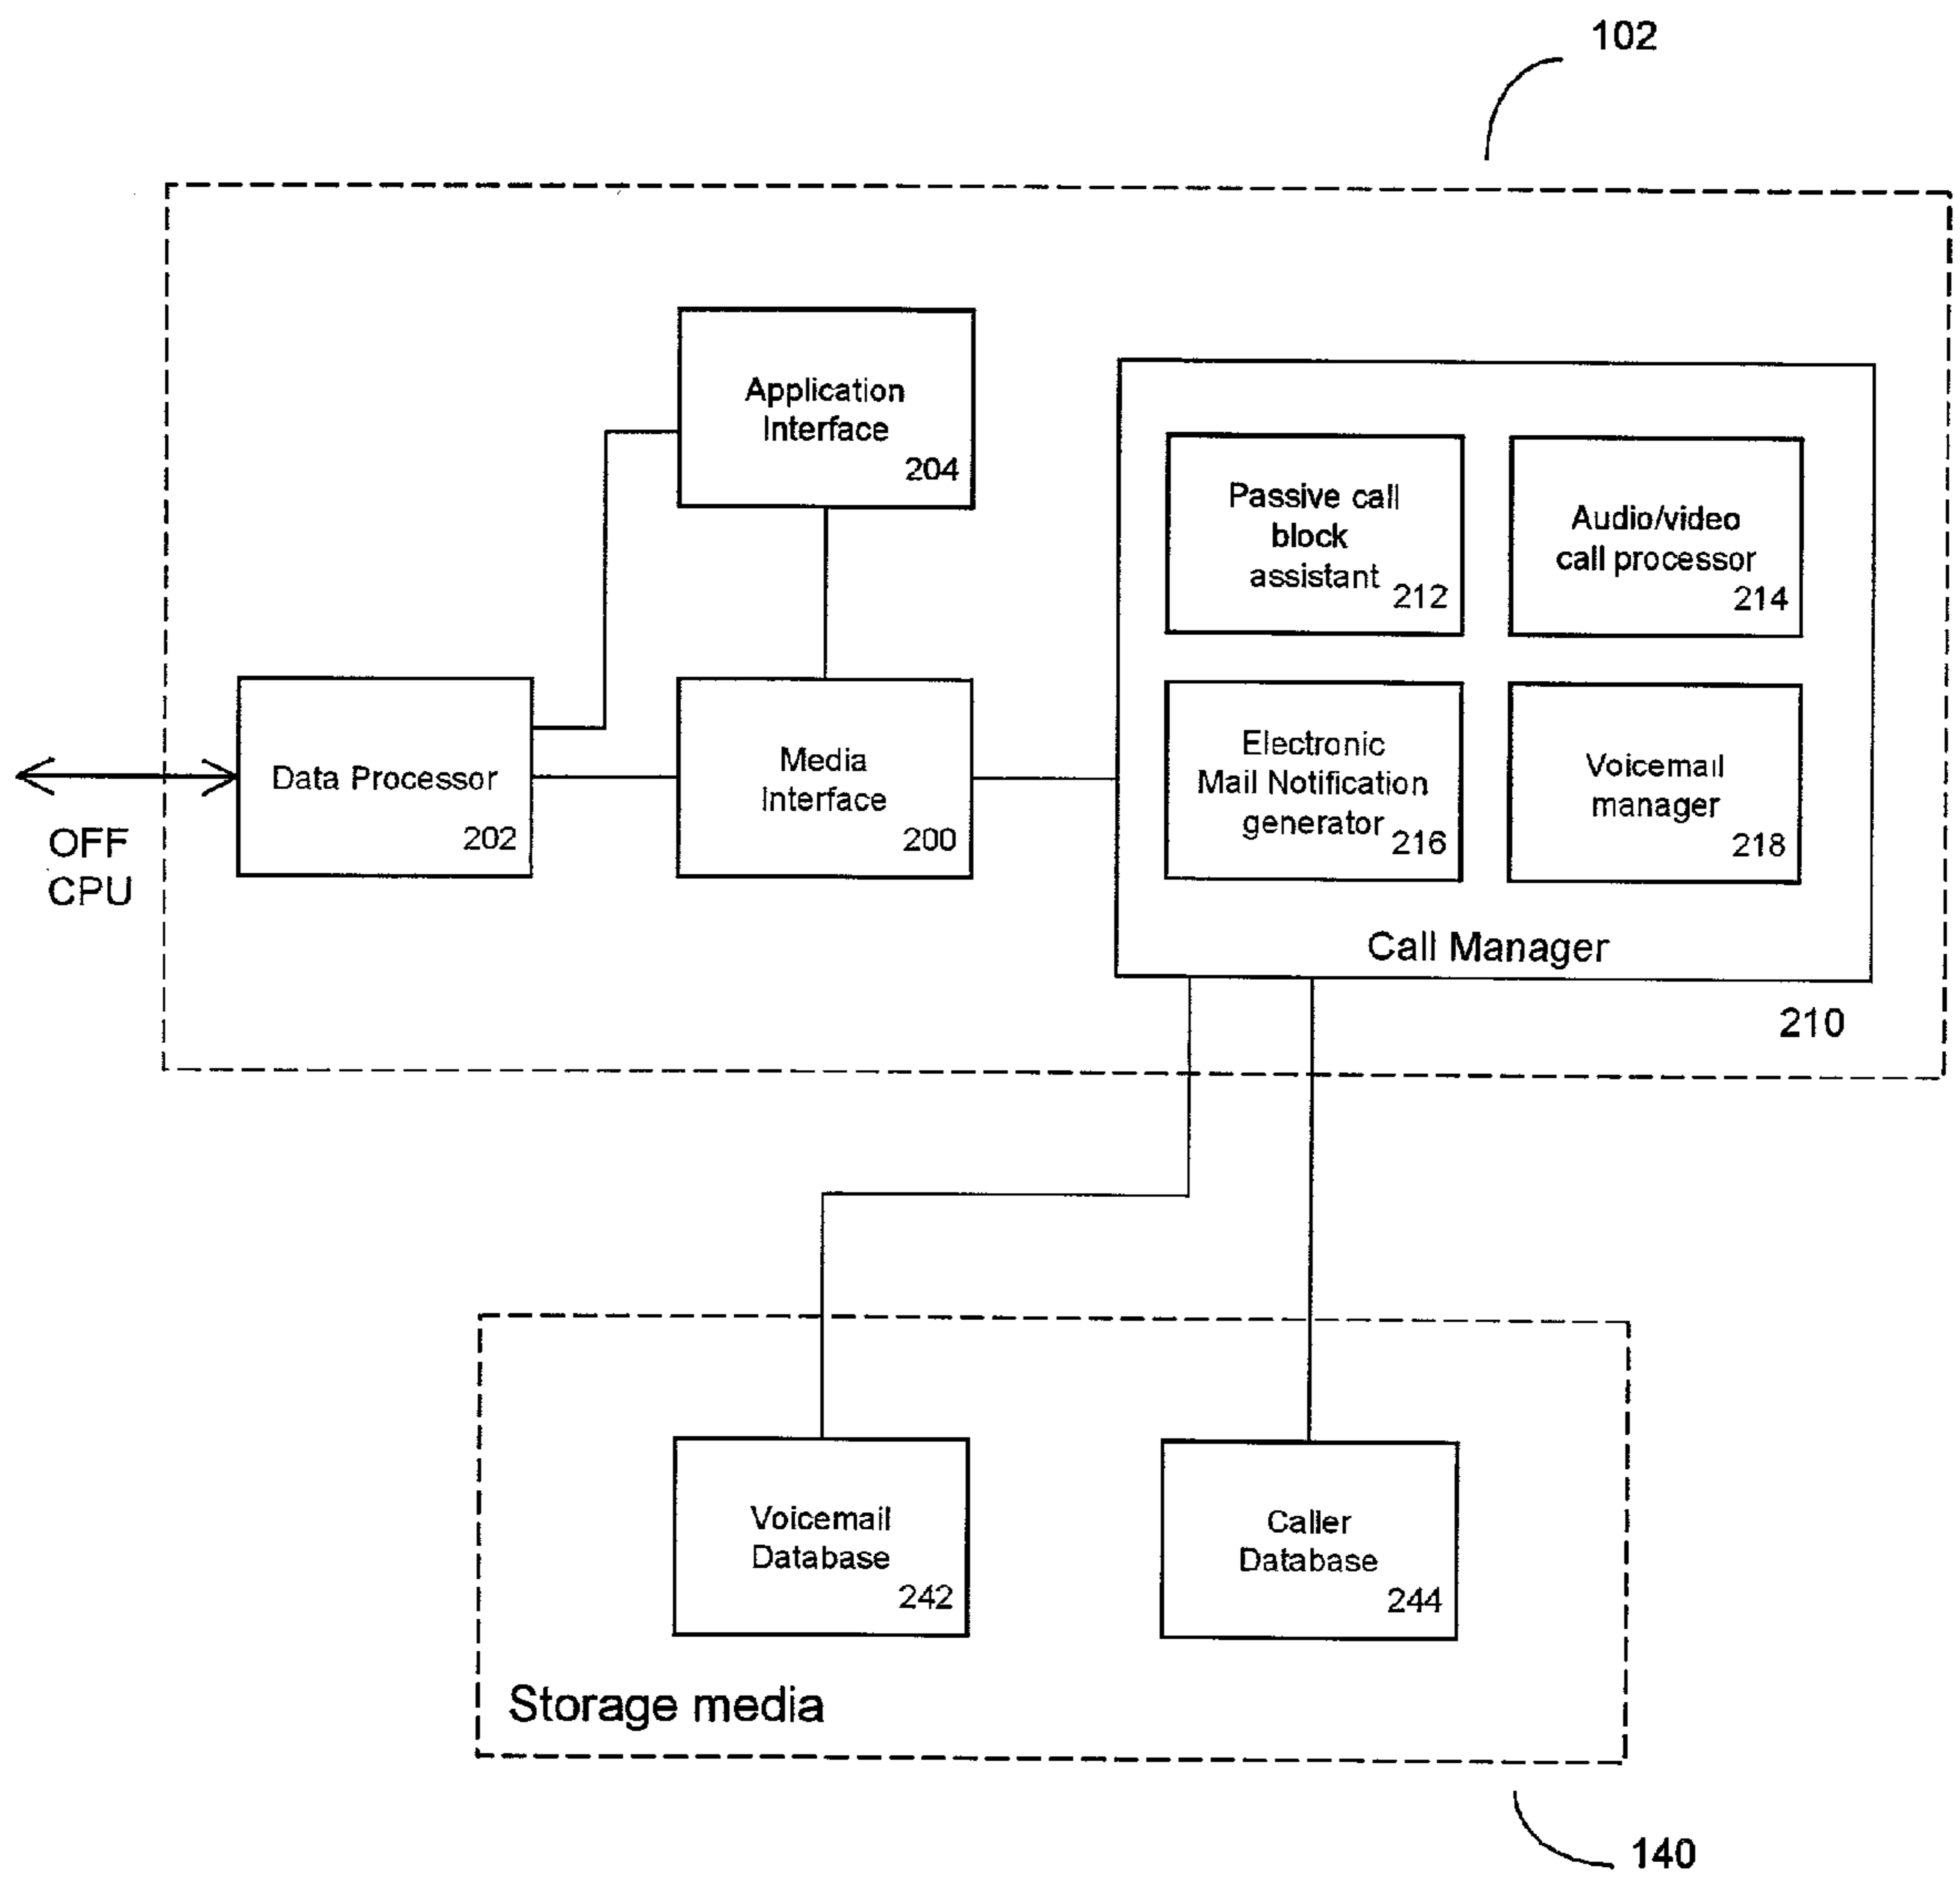 102
Application
Interface
204
Passive call
block
assistant
212
Audio/video
call processor
214
Data Processor
202
Media
Interface
200
Electronic
Mail Notification
generator
216
Voicemail
manager
218
OFF
CPU
Call Manager
210
Voicemail
Database
242
Caller
Database
244
Storage media
140